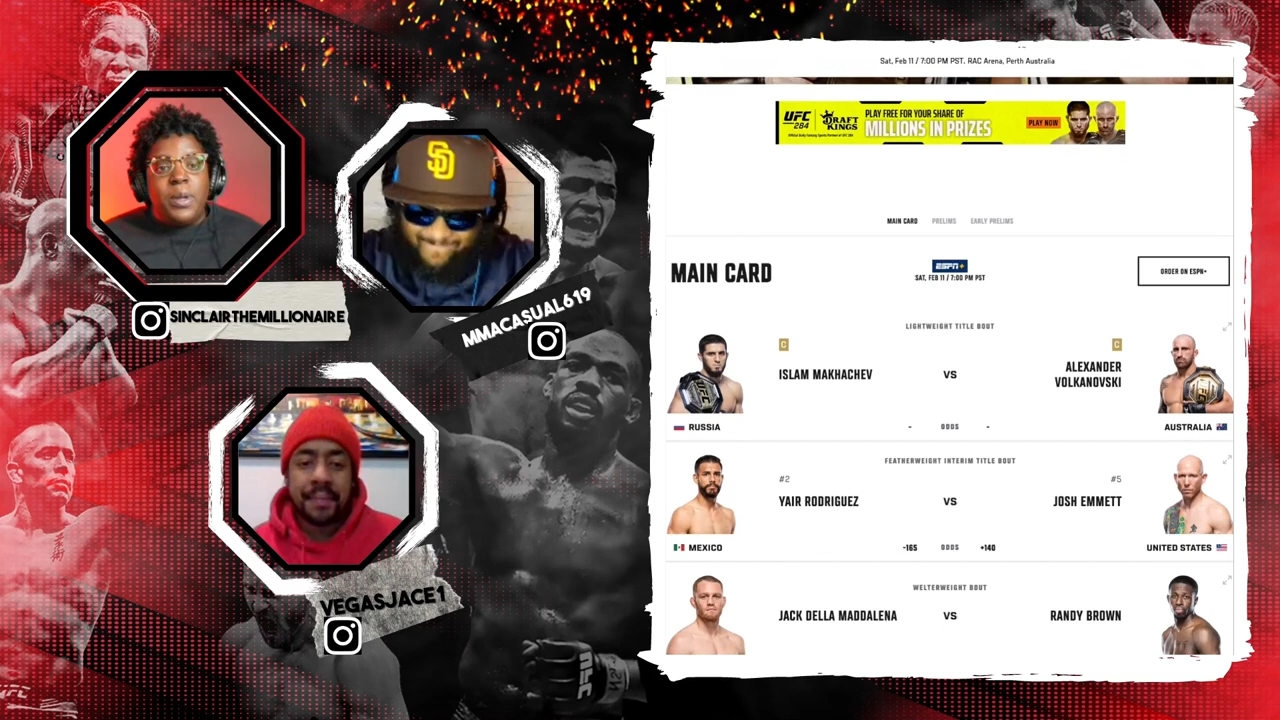 SINCLAIRTHEMILLIONAIRE
SD
MMACASUAL619
VEGASJACE1
UFC
UFC
Sat, Feb 11 / 7:00 PM PST. RAC Arena, Perth Australia
UFC 284
DRAFT KINGS
PLAY FREE FOR YOUR SHARE OF
MILLIONS IN PRIZES
PLAY NOW
MAIN CARD PRELIMS EARLY PRELIMS
MAIN CARD
ESPN+
SAT, FEB 11 / 7:00 PM PST
ORDER ON ESPN+
LIGHTWEIGHT TITLE BOUT
C
C
ISLAM MAKHACHEV
VS
ALEXANDER
VOLKANOVSKI
RUSSIA
- ODDS -
AUSTRALIA
FEATHERWEIGHT INTERIM TITLE BOUT
#2
#5
YAIR RODRIGUEZ
VS
JOSH EMMETT
MEXICO
-165 ODDS +140
UNITED STATES
WELTERWEIGHT BOUT
JACK DELLA MADDALENA
VS
RANDY BROWN